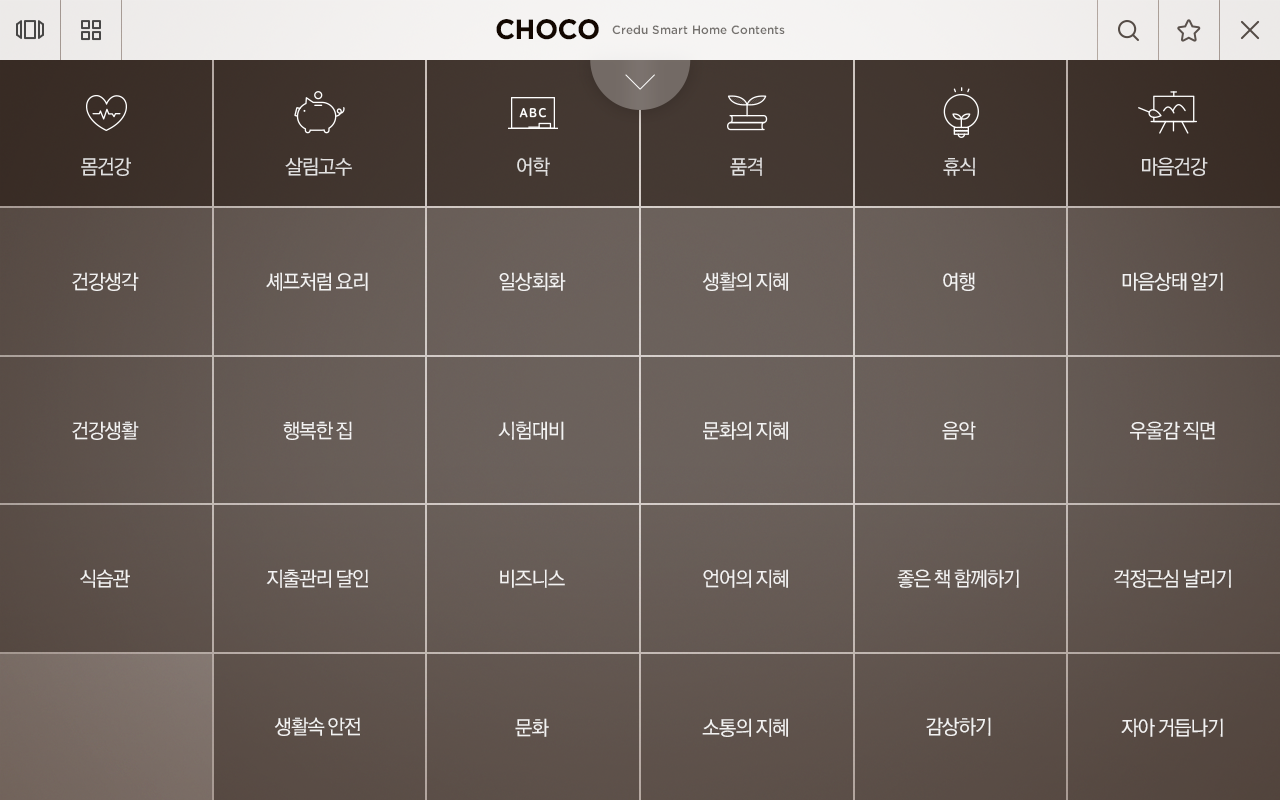 CHOCO Credu Smart Home Contents
ABC
몸건강 살림고수 어학 품격 휴식 마음건강
건강생각 셰프처럼 요리 일상회화 생활의 지혜 여행 마음상태 알기
건강생활 행복한 집 시험대비 문화의 지혜 음악 우울감 직면
식습관 지출관리 달인 비즈니스 언어의 지혜 좋은 책 함께하기 걱정근심 날리기
생활속 안전 문화 소통의 지혜 감상하기 자아 거듭나기